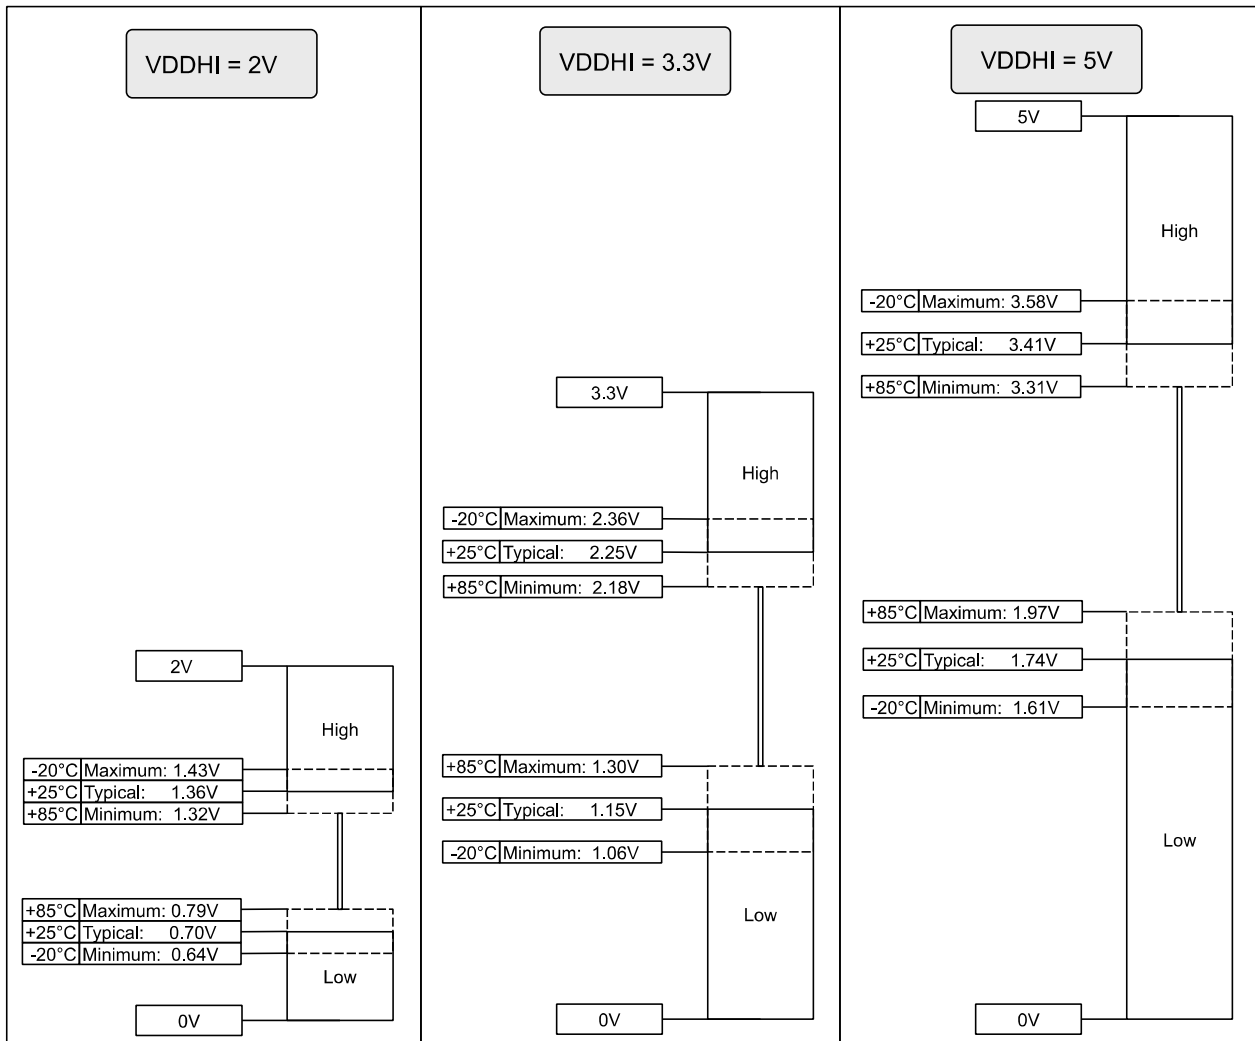 VDDHI = 2V
2V
High
-20°C Maximum: 1.43V
+25°C Typical: 1.36V
+85°C Minimum: 1.32V
+85°C Maximum: 0.79V
+25°C Typical: 0.70V
-20°C Minimum: 0.64V
Low
0V
VDDHI = 3.3V
3.3V
High
-20°C Maximum: 2.36V
+25°C Typical: 2.25V
+85°C Minimum: 2.18V
+85°C Maximum: 1.30V
+25°C Typical: 1.15V
-20°C Minimum: 1.06V
Low
0V
VDDHI = 5V
5V
High
-20°C Maximum: 3.58V
+25°C Typical: 3.41V
+85°C Minimum: 3.31V
+85°C Maximum: 1.97V
+25°C Typical: 1.74V
-20°C Minimum: 1.61V
Low
0V